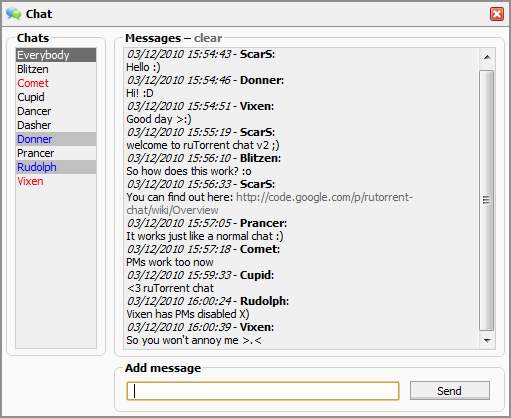 Chat
Chats
Everybody
Blitzen
Comet
Cupid
Dancer
Dasher
Donner
Prancer
Rudolph
Vixen
Messages – clear
03/12/2010 15:54:43 - ScarS:
Hello :)
03/12/2010 15:54:46 - Donner:
Hi! :D
03/12/2010 15:54:51 - Vixen:
Good day >:)
03/12/2010 15:55:19 - ScarS:
welcome to ruTorrent chat v2 ;)
03/12/2010 15:56:10 - Blitzen:
So how does this work? :o
03/12/2010 15:56:33 - ScarS:
You can find out here: http://code.google.com/p/rutorrent-
chat/wiki/Overview
03/12/2010 15:57:05 - Prancer:
It works just like a normal chat :)
03/12/2010 15:57:18 - Comet:
PMs work too now
03/12/2010 15:59:33 - Cupid:
<3 ruTorrent chat
03/12/2010 16:00:24 - Rudolph:
Vixen has PMs disabled X)
03/12/2010 16:00:39 - Vixen:
So you won't annoy me >.<
Add message
Send